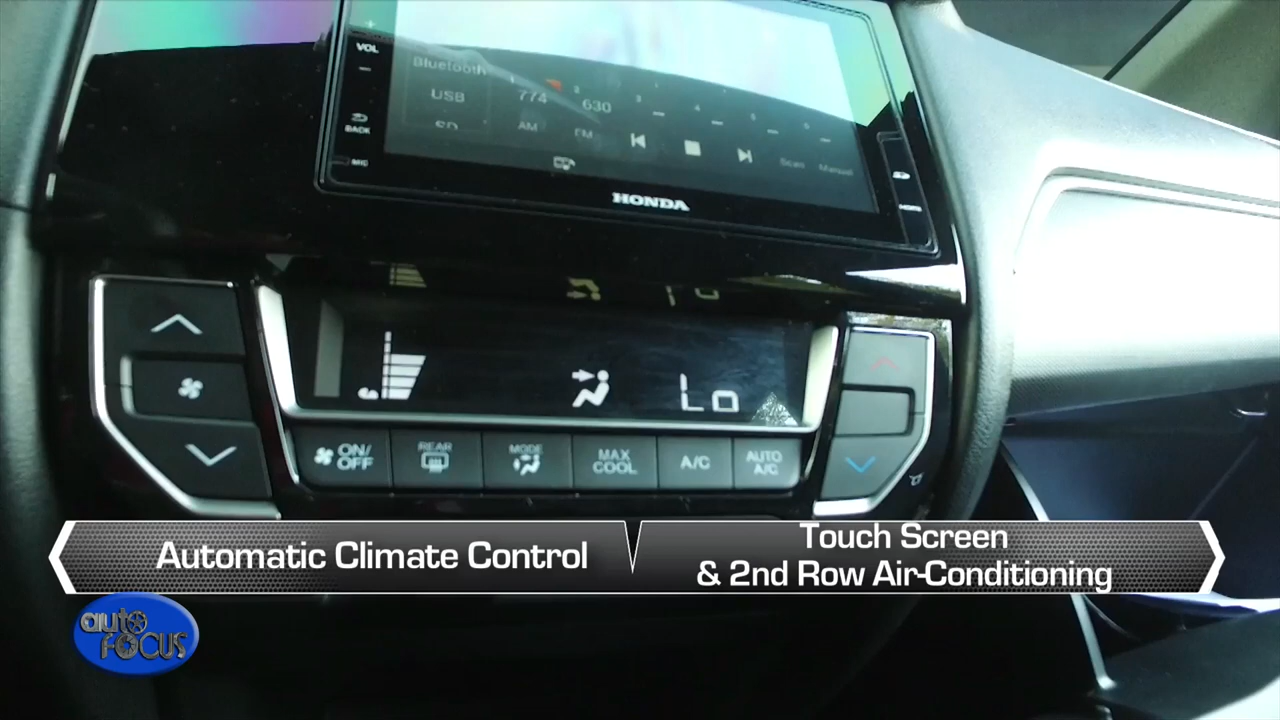 VOL
Bluetooth
USB
774
630
SD
AM
FM
BACK
MIC
Scan
Manual
HONDA
Lo
ON/
OFF
REAR
MODE
MAX
COOL
A/C
AUTO
A/C
Automatic Climate Control
Touch Screen
& 2nd Row Air-Conditioning
auto
FOCUS